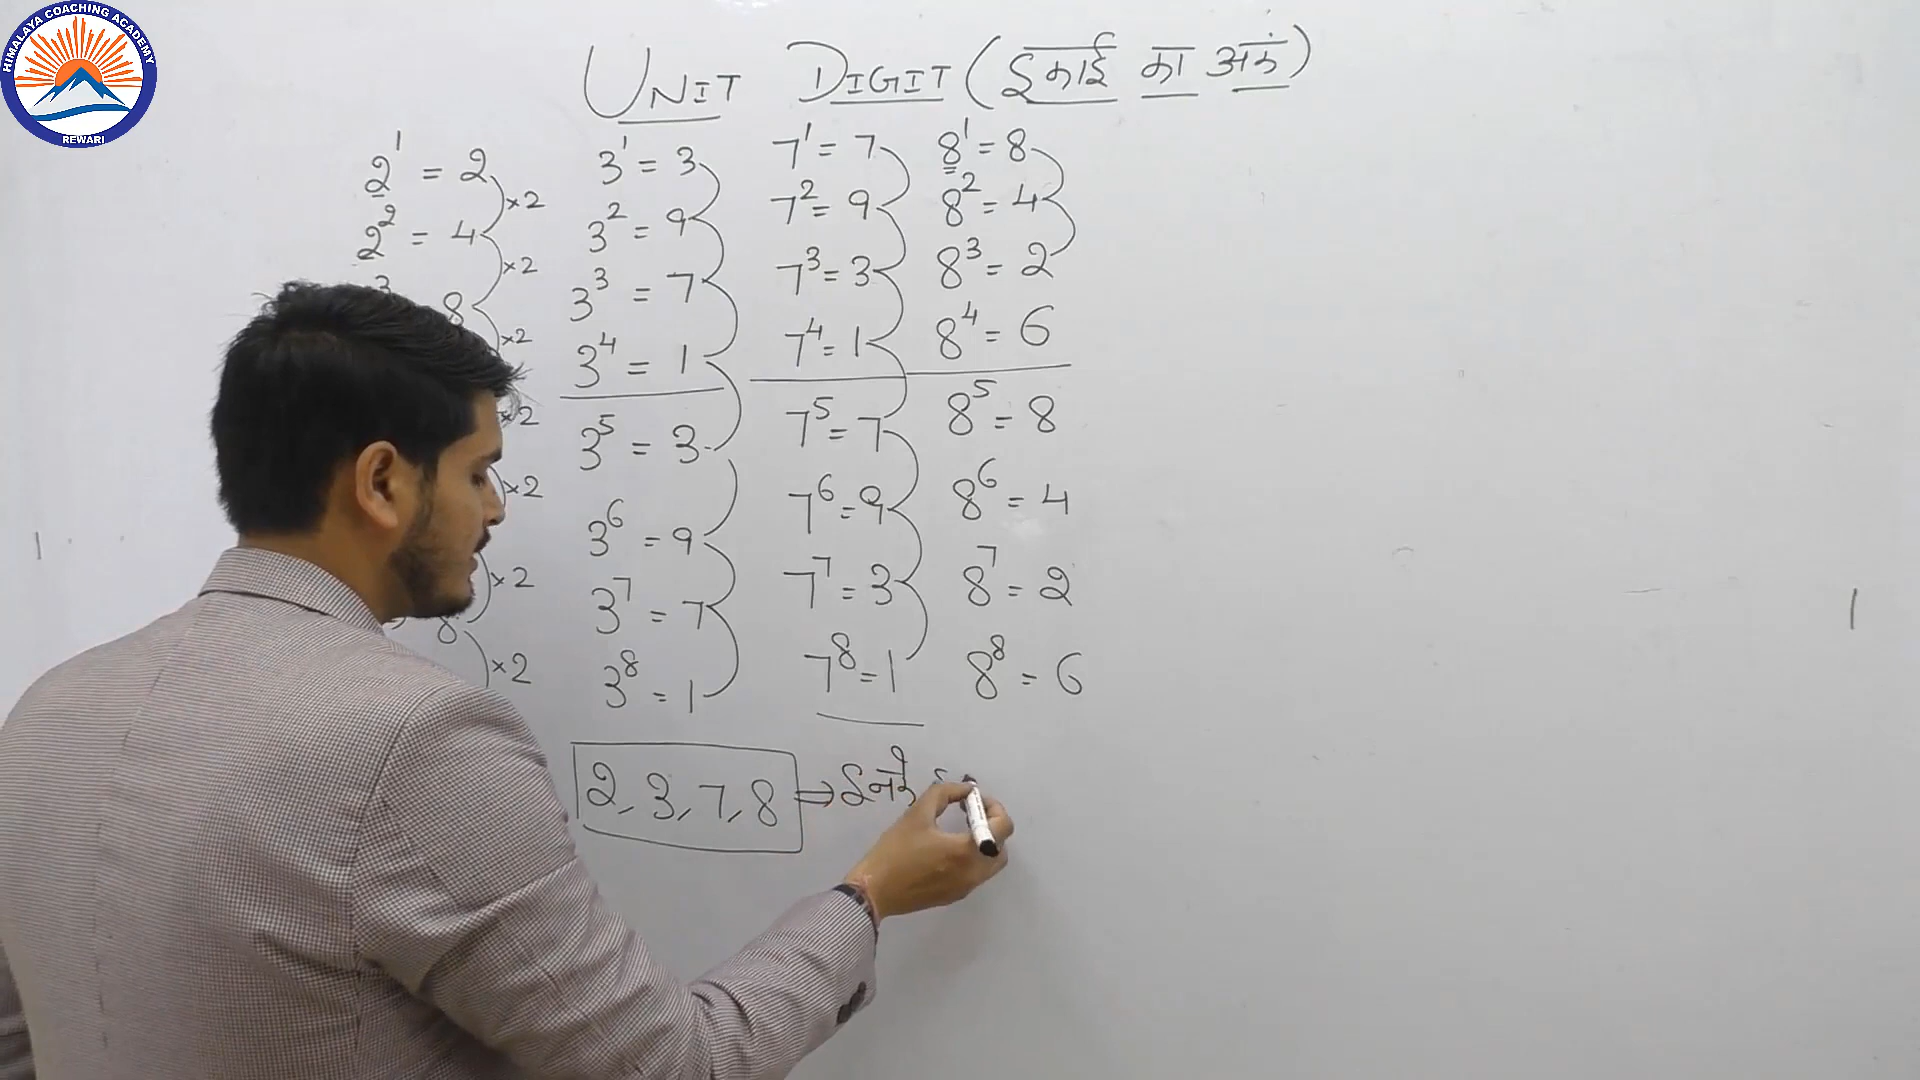 HIMALAYA COACHING ACADEMY
REWARI
UNIT DIGIT (इकाई का अंक)
2¹ = 2
×2
2² = 4
×2
3
8
×2
×2
×2
×2
8
×2
3¹ = 3
3² = 9
3³ = 7
3⁴ = 1
3⁵ = 3
3⁶ = 9
3⁷ = 7
3⁸ = 1
7¹ = 7
7² = 9
7³ = 3
7⁴ = 1
7⁵ = 7
7⁶ = 9
7⁷ = 3
7⁸ = 1
8¹ = 8
8² = 4
8³ = 2
8⁴ = 6
8⁵ = 8
8⁶ = 4
8⁷ = 2
8⁸ = 6
2, 3, 7, 8 ⇒ इनके